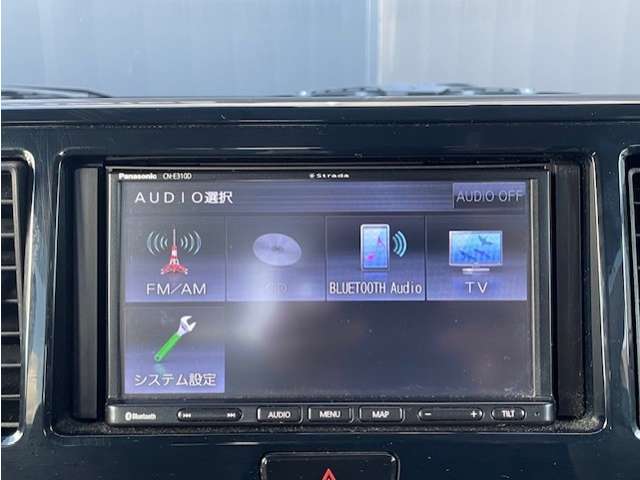 Panasonic CN-E310D Strada
AUDIO選択 AUDIO OFF
FM/AM CD BLUETOOTH Audio TV
システム設定
Bluetooth AUDIO MENU MAP − + TILT